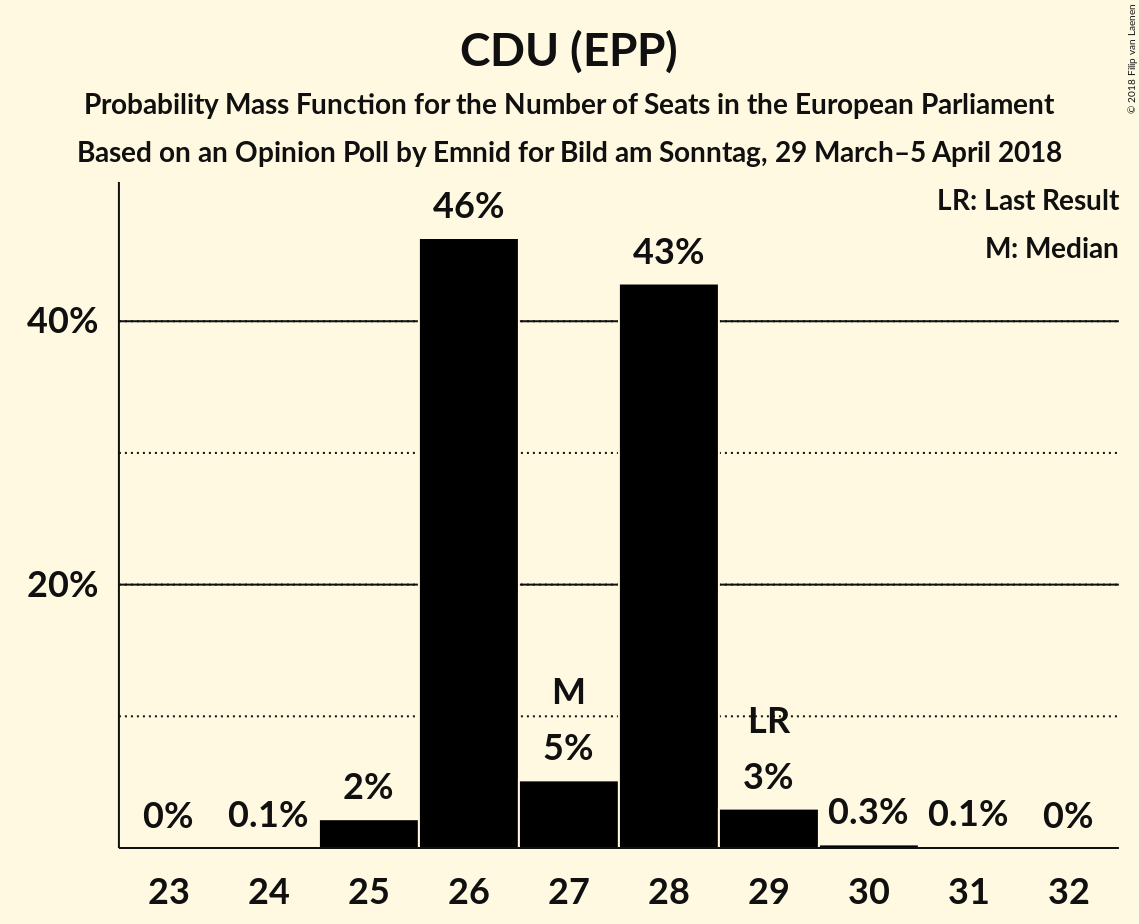 CDU (EPP)
Probability Mass Function for the Number of Seats in the European Parliament
Based on an Opinion Poll by Emnid for Bild am Sonntag, 29 March–5 April 2018
© 2018 Filip van Laenen
LR: Last Result
M: Median
40%
20%
0%
0.1%
2%
46%
M
5%
43%
LR
3%
0.3%
0.1%
0%
23 24 25 26 27 28 29 30 31 32